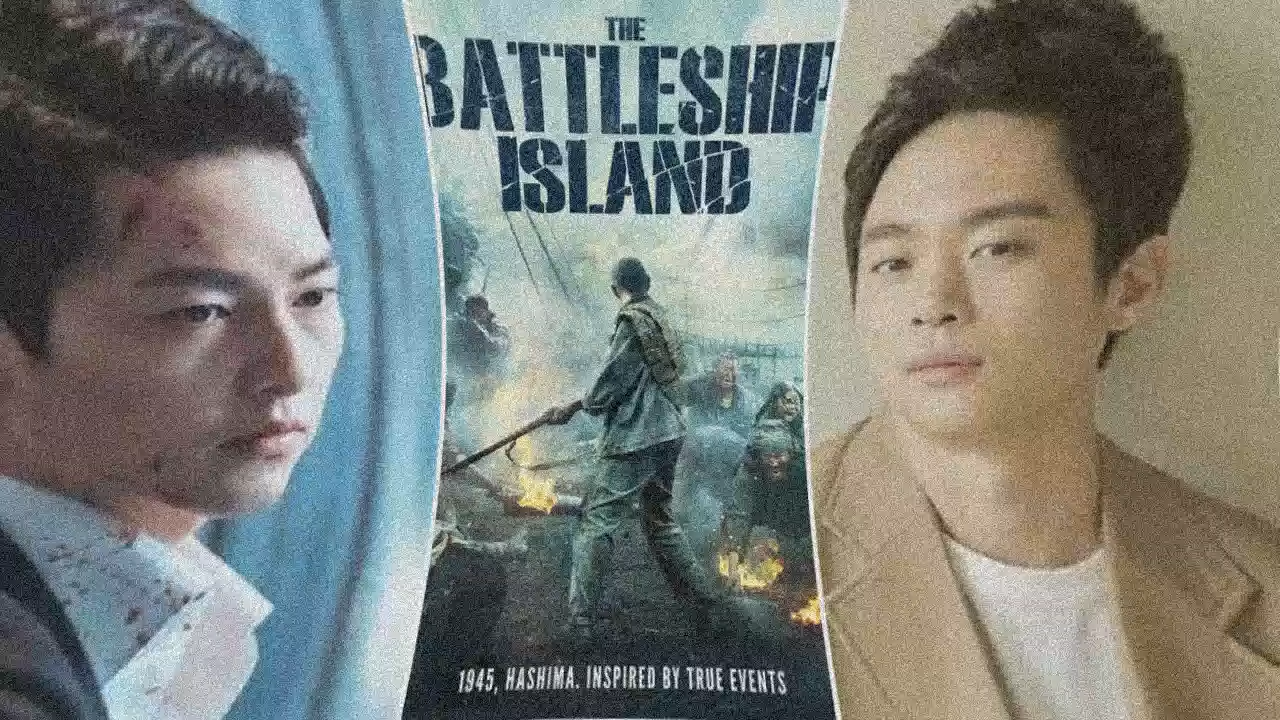 THE
BATTLESHIP
ISLAND
1945, HASHIMA. INSPIRED BY TRUE EVENTS